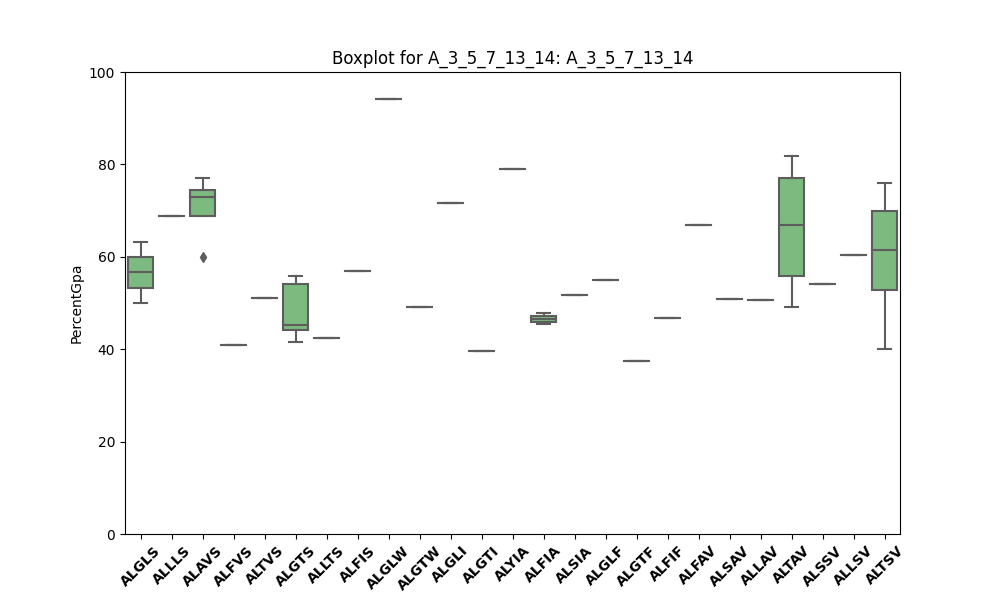 Boxplot for A_3_5_7_13_14: A_3_5_7_13_14
100
80
60
40
20
0
PercentGpa
ALGLS
ALLLS
ALAVS
ALFVS
ALTVS
ALGTS
ALLTS
ALFIS
ALGLW
ALGTW
ALGLI
ALGTI
ALYIA
ALFIA
ALSIA
ALGLF
ALGTF
ALFIF
ALFAV
ALSAV
ALLAV
ALTAV
ALSSV
ALLSV
ALTSV